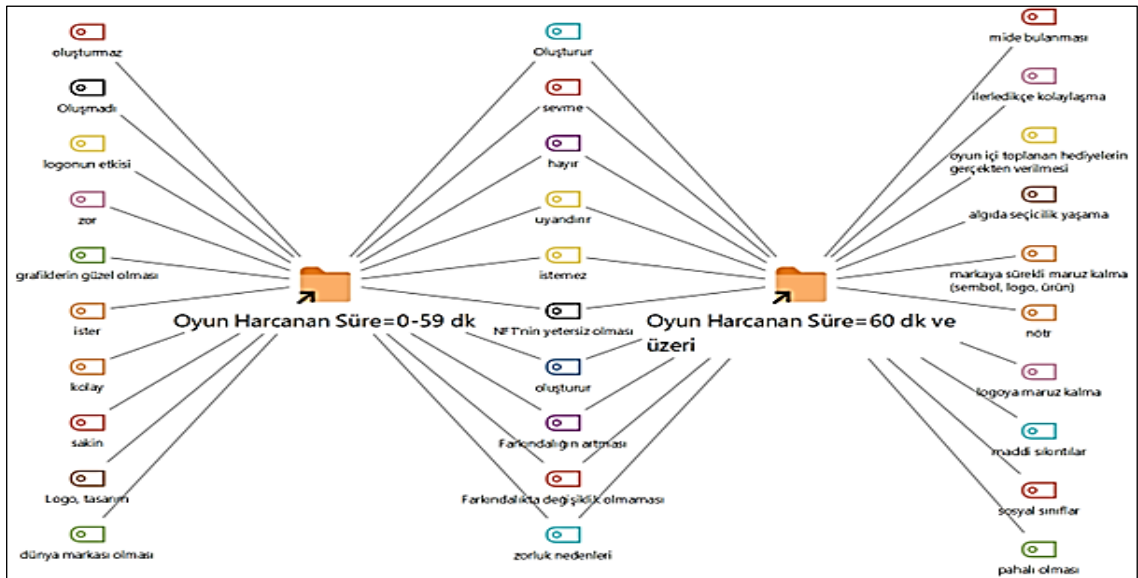 oluşturmaz
Oluşmadı
logonun etkisi
zor
grafiklerin güzel olması
ister
kolay
sakin
Logo, tasarım
dünya markası olması
Oyun Harcanan Süre=0-59 dk
Oluşturur
sevme
hayır
uyandırır
istemez
NFT'nin yetersiz olması
oluşturur
Farkındalığın artması
Farkındalıkta değişiklik olmaması
zorluk nedenleri
Oyun Harcanan Süre=60 dk ve
üzeri
mide bulanması
ilerledikçe kolaylaşma
oyun içi toplanan hediyelerin
gerçekten verilmesi
algıda seçicilik yaşama
markaya sürekli maruz kalma
(sembol, logo, ürün)
nötr
logoya maruz kalma
maddi sıkıntılar
sosyal sınıflar
pahalı olması